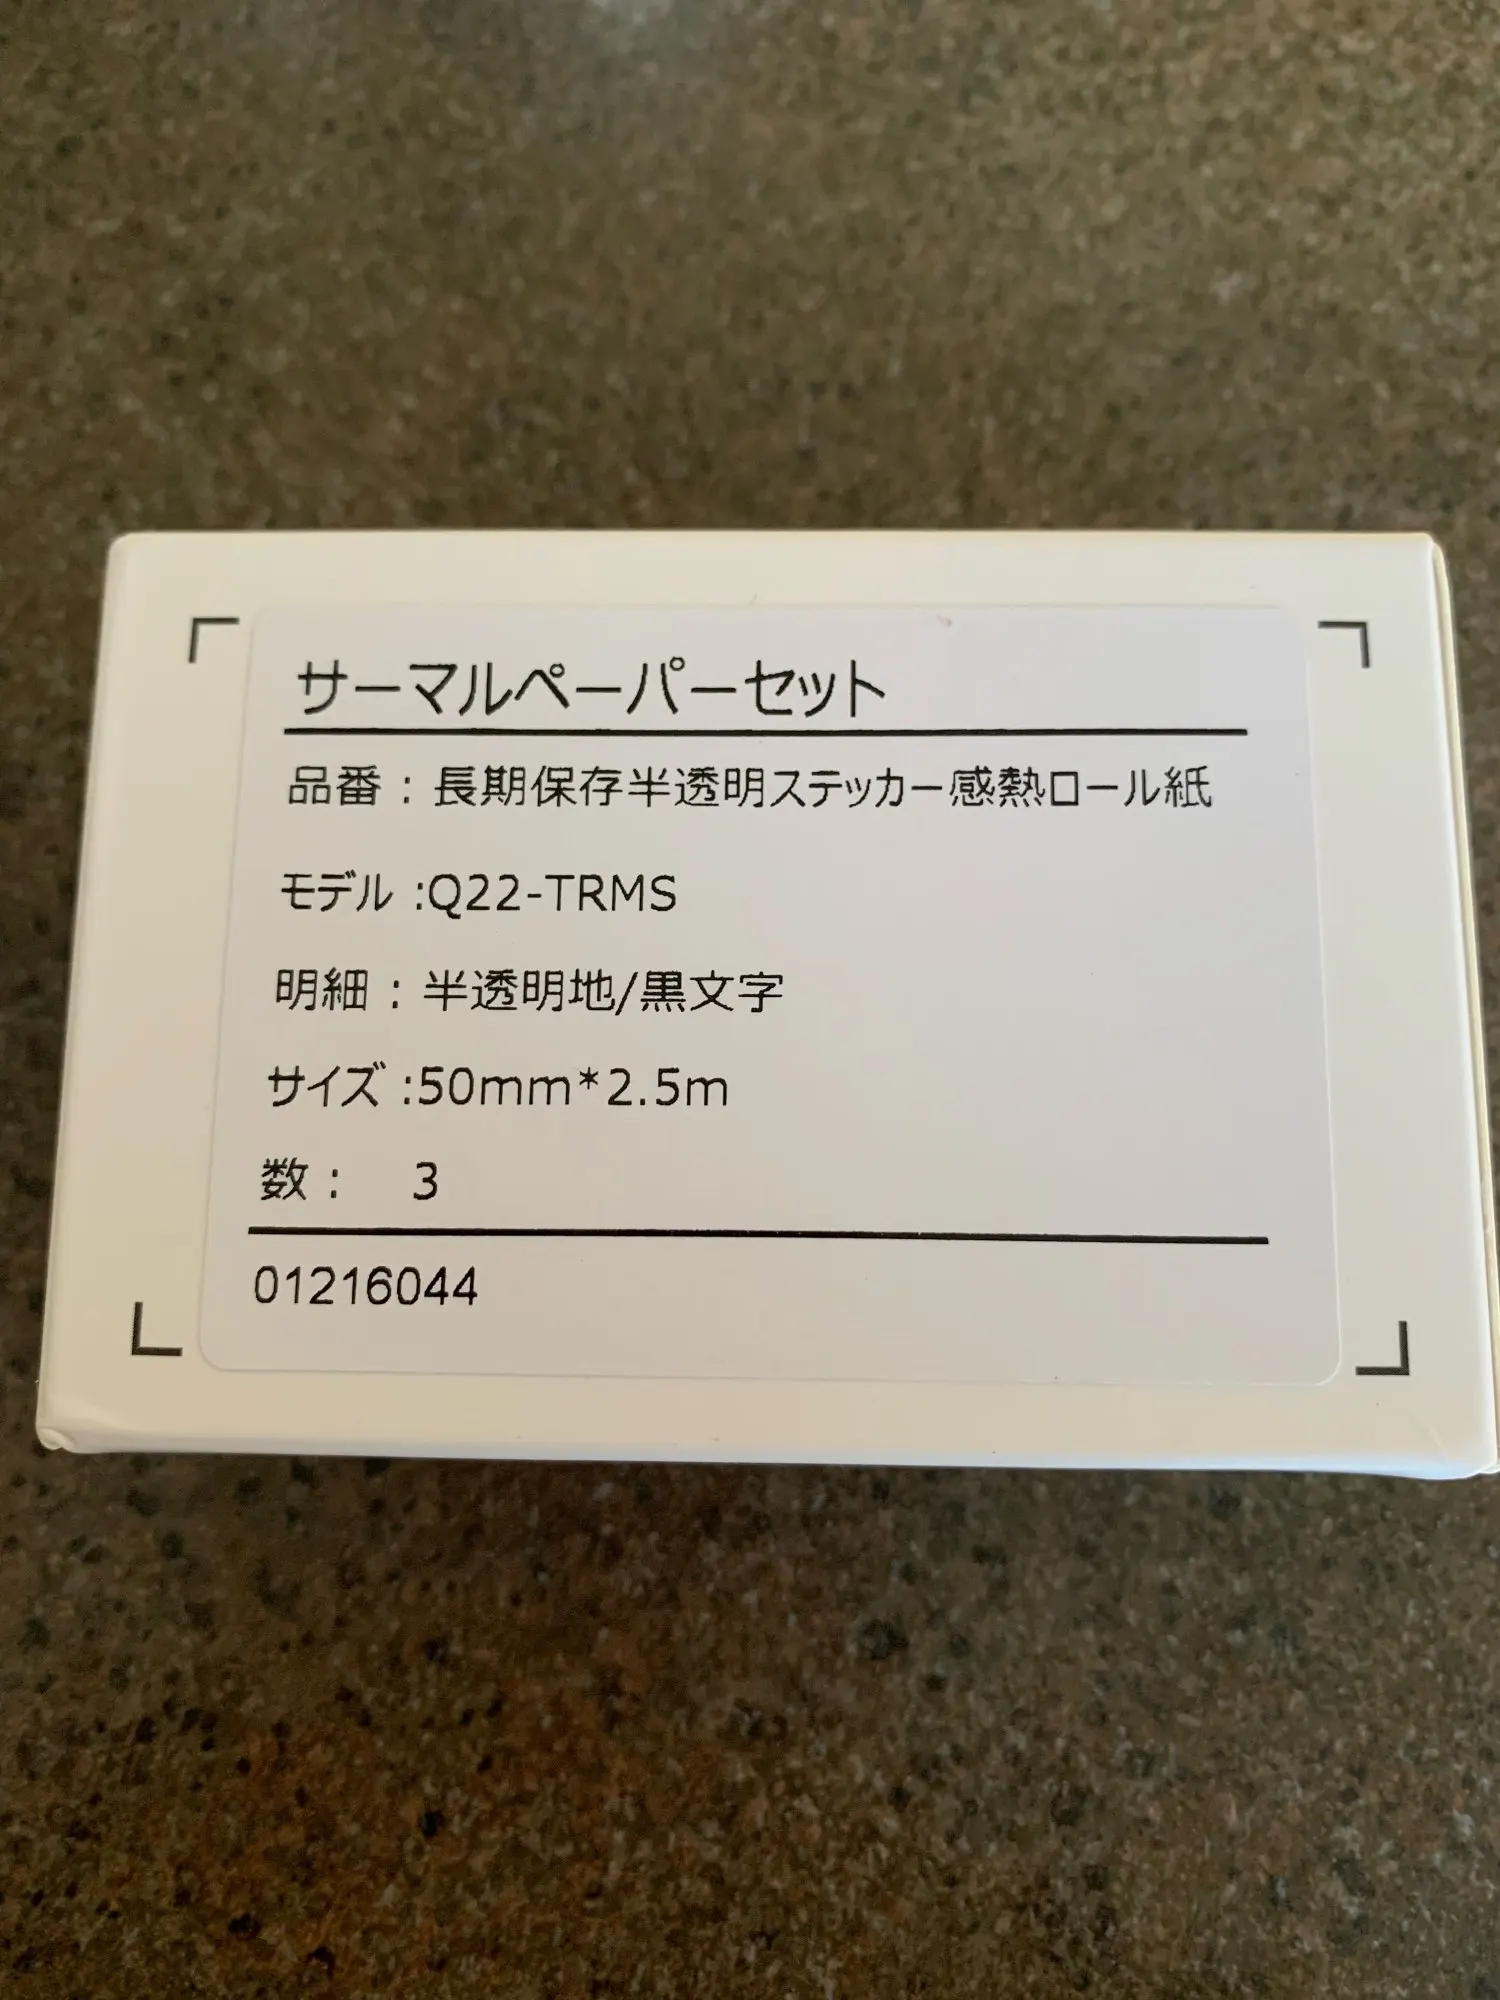 サーマルペーパーセット
品番：長期保存半透明ステッカー感熱ロール紙
モデル :Q22-TRMS
明細：半透明地/黒文字
サイズ :50mm*2.5m
数：　3
01216044